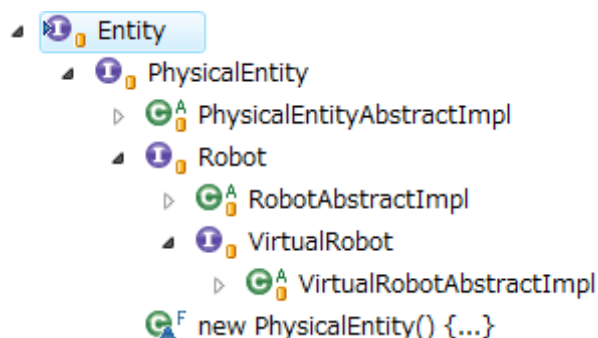 Entity
PhysicalEntity
PhysicalEntityAbstractImpl
Robot
RobotAbstractImpl
VirtualRobot
VirtualRobotAbstractImpl
new PhysicalEntity() {...}